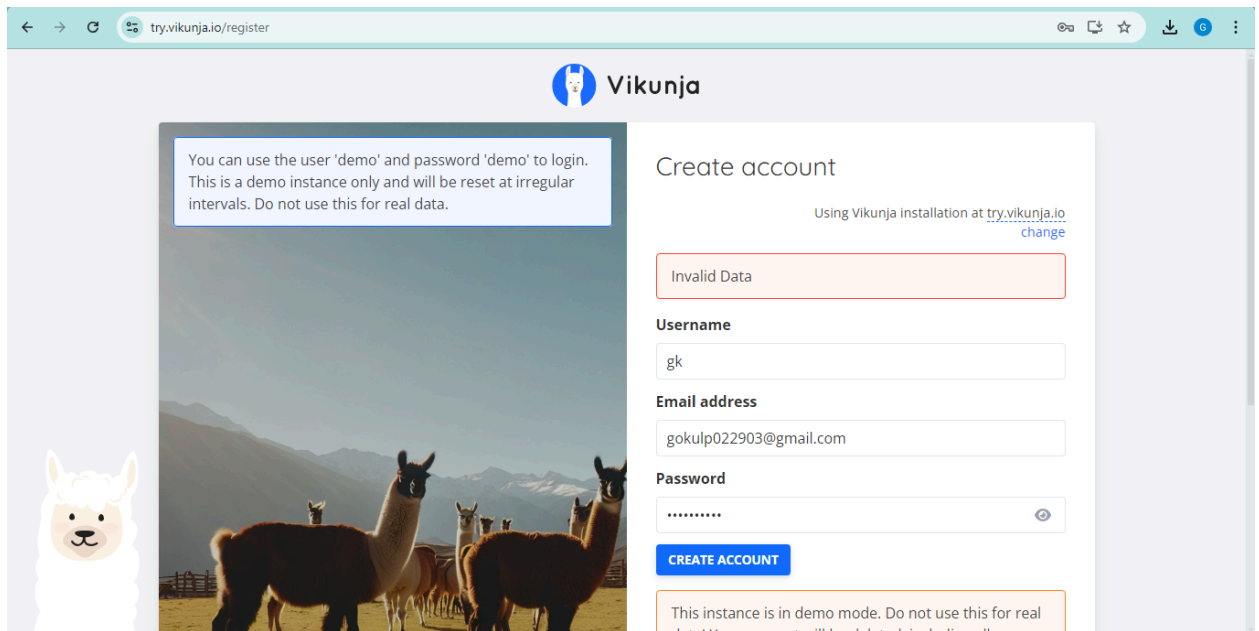 try.vikunja.io/register
G
Vikunja
You can use the user 'demo' and password 'demo' to login.
This is a demo instance only and will be reset at irregular
intervals. Do not use this for real data.
Create account
Using Vikunja installation at try.vikunja.io
change
Invalid Data
Username
gk
Email address
gokulp022903@gmail.com
Password
••••••••••
CREATE ACCOUNT
This instance is in demo mode. Do not use this for real